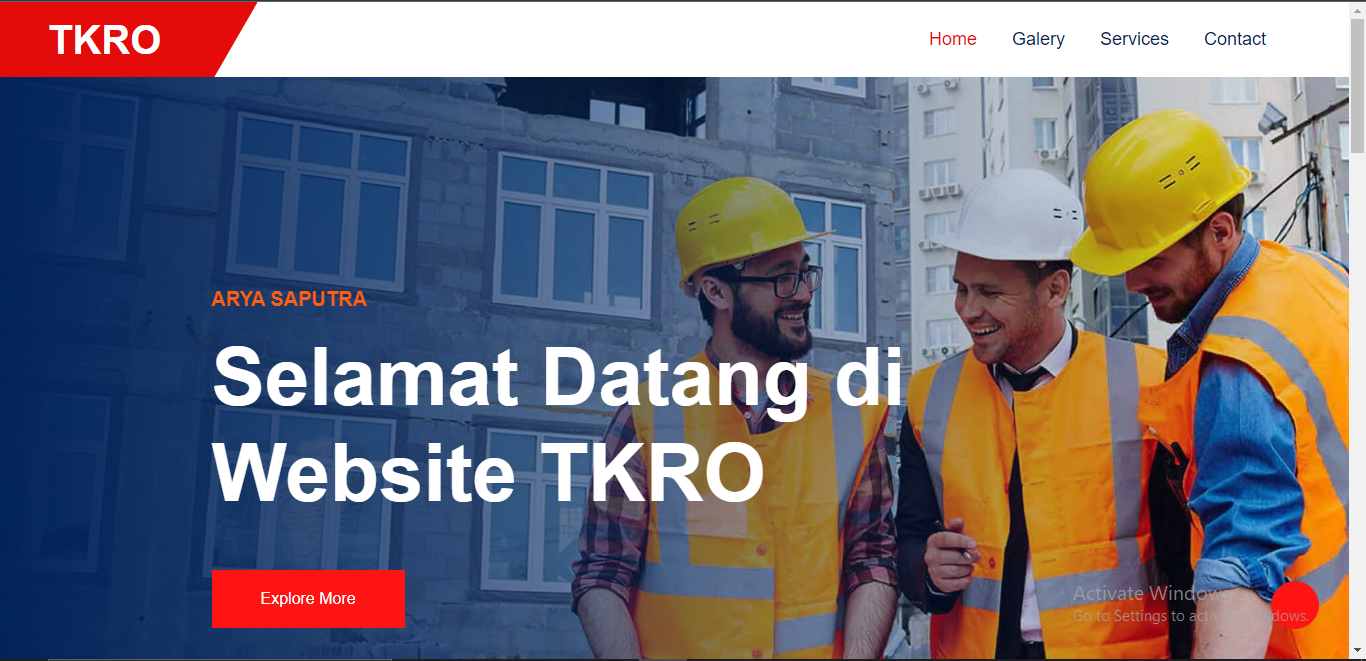 TKRO
Home Galery Services Contact
ARYA SAPUTRA
Selamat Datang di
Website TKRO
Explore More
Activate Windows
Go to Settings to activate Windows.